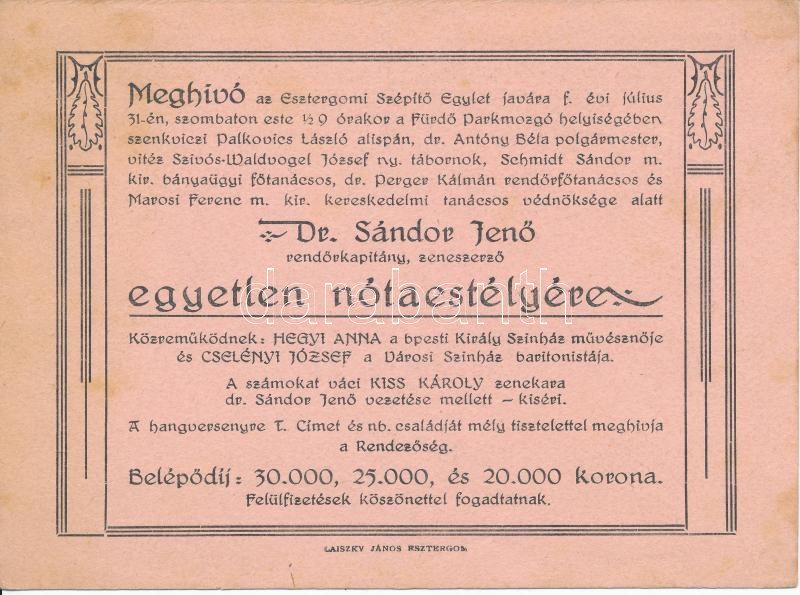 Meghivó az Esztergomi Szépitő Egylet javára f. évi július
31-én, szombaton este ½9 órakor a Fürdő Parkmozgó helyiségében
szenkviczi Palkovics László alispán, dr. Antóny Béla polgármester,
vitéz Szivós-Waldvogel József ny. tábornok, Schmidt Sándor m.
kir. bányaügyi főtanácsos, dr. Perger Kálmán rendőrfőtanácsos és
Marosi Ferenc m. kir. kereskedelmi tanácsos védnöksége alatt
Dr. Sándor Jenő
rendőrkapitány, zeneszerző
egyetlen nótaestélyére
Közreműködnek: HEGYI ANNA a bpesti Király Szinház művésznője
és CSELÉNYI JÓZSEF a Városi Szinház baritonistája.
A számokat váci KISS KÁROLY zenekara
dr. Sándor Jenő vezetése mellett – kiséri.
A hangversenyre T. Cimet és nb. családját mély tisztelettel meghivja
a Rendezőség.
Belépődij: 30.000, 25.000, és 20.000 korona.
Felülfizetések köszönettel fogadtatnak.
LAISZKY JÁNOS ESZTERGOM
darabanth